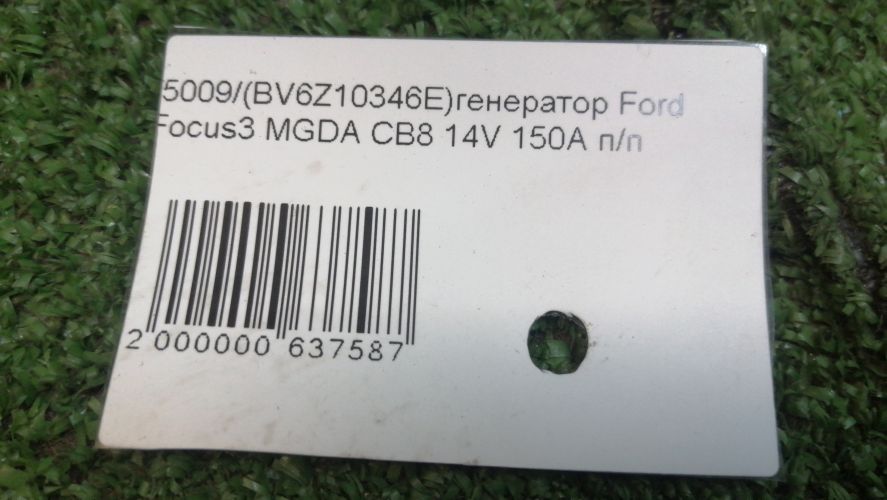 5009/(BV6Z10346E)генератор Ford
Focus3 MGDA CB8 14V 150A п/п
2 000000 637587